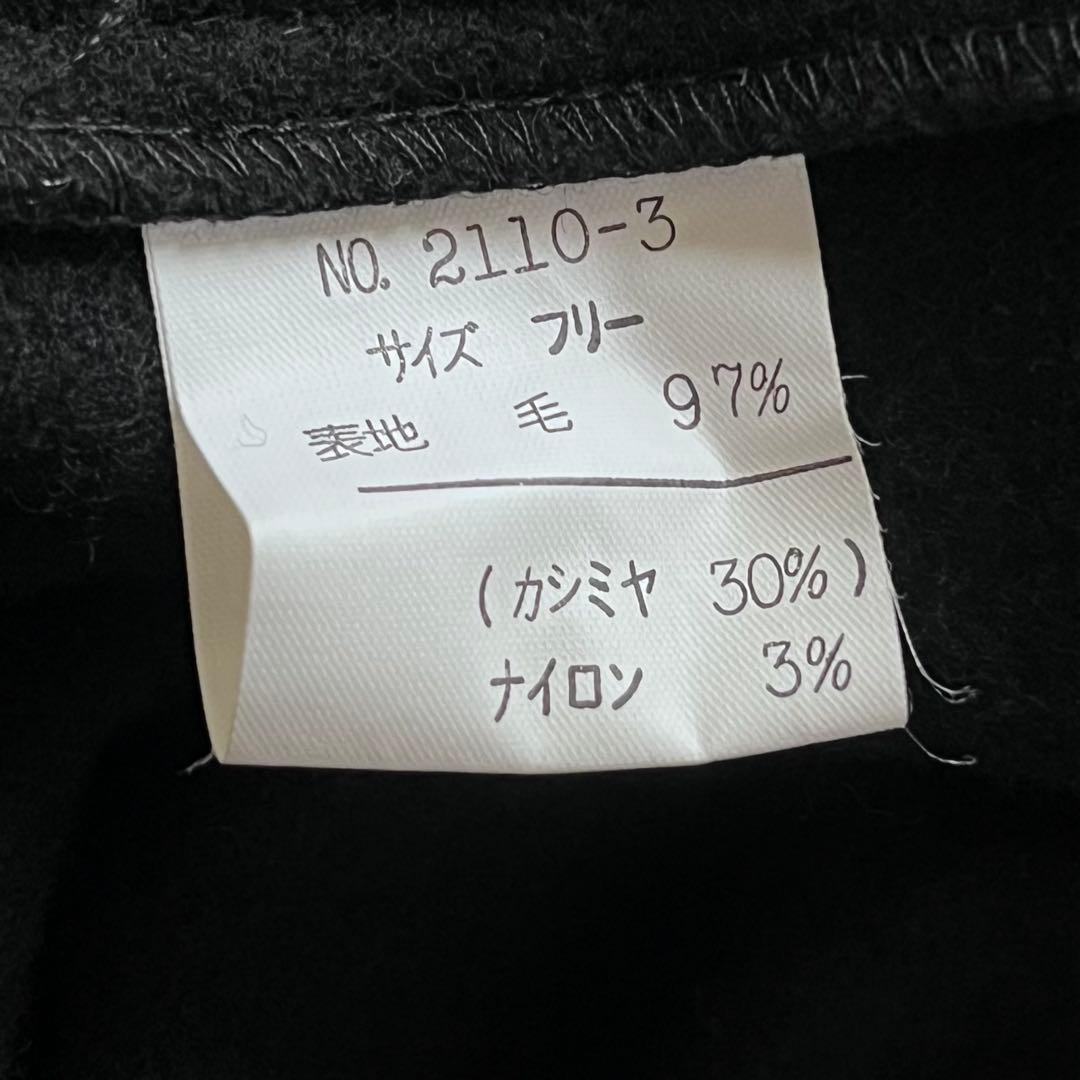 NO. 2110-3
サイズ フリー
表地 毛 97%
(カシミヤ 30%)
ナイロン 3%